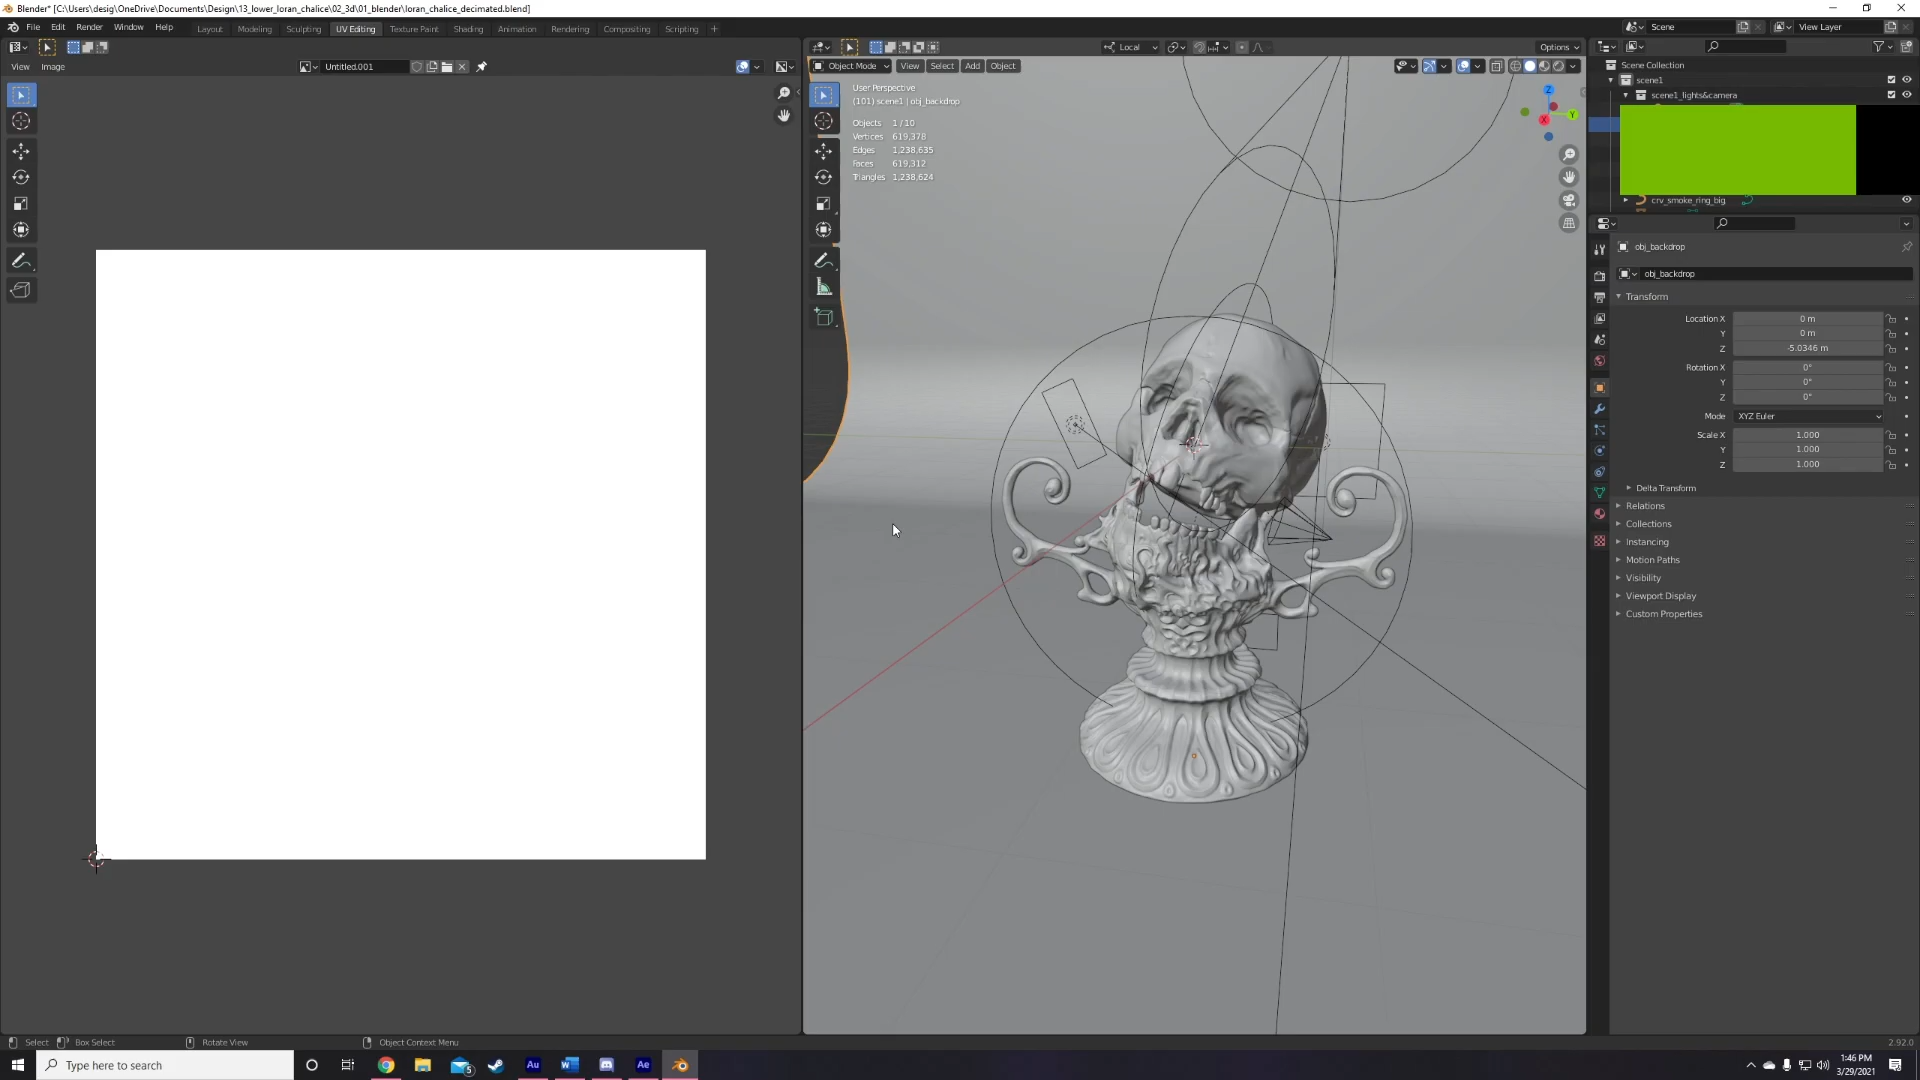 Blender* [C:\Users\desig\OneDrive\Documents\Design\13_lower_loran_chalice\02_3d\01_blender\loran_chalice_decimated.blend]
File Edit Render Window Help Layout Modeling Sculpting UV Editing Texture Paint Shading Animation Rendering Compositing Scripting + Scene View Layer
Local Options
View Image Untitled.001 Object Mode View Select Add Object
Scene Collection
scene1
scene1_lights&camera
User Perspective
(101) scene1 | obj_backdrop
Objects 1 / 10
Vertices 619,378
Edges 1,238,635
Faces 619,312
Triangles 1,238,624
Z
Y
X
crv_smoke_ring_big
obj_backdrop
obj_backdrop
Transform
Location X 0 m
Y 0 m
Z -5.0346 m
Rotation X 0°
Y 0°
Z 0°
Mode XYZ Euler
Scale X 1.000
Y 1.000
Z 1.000
Delta Transform
Relations
Collections
Instancing
Motion Paths
Visibility
Viewport Display
Custom Properties
Select Box Select Rotate View Object Context Menu 2.92.0
Type here to search 5 Au W Ae 1:46 PM
3/29/2021